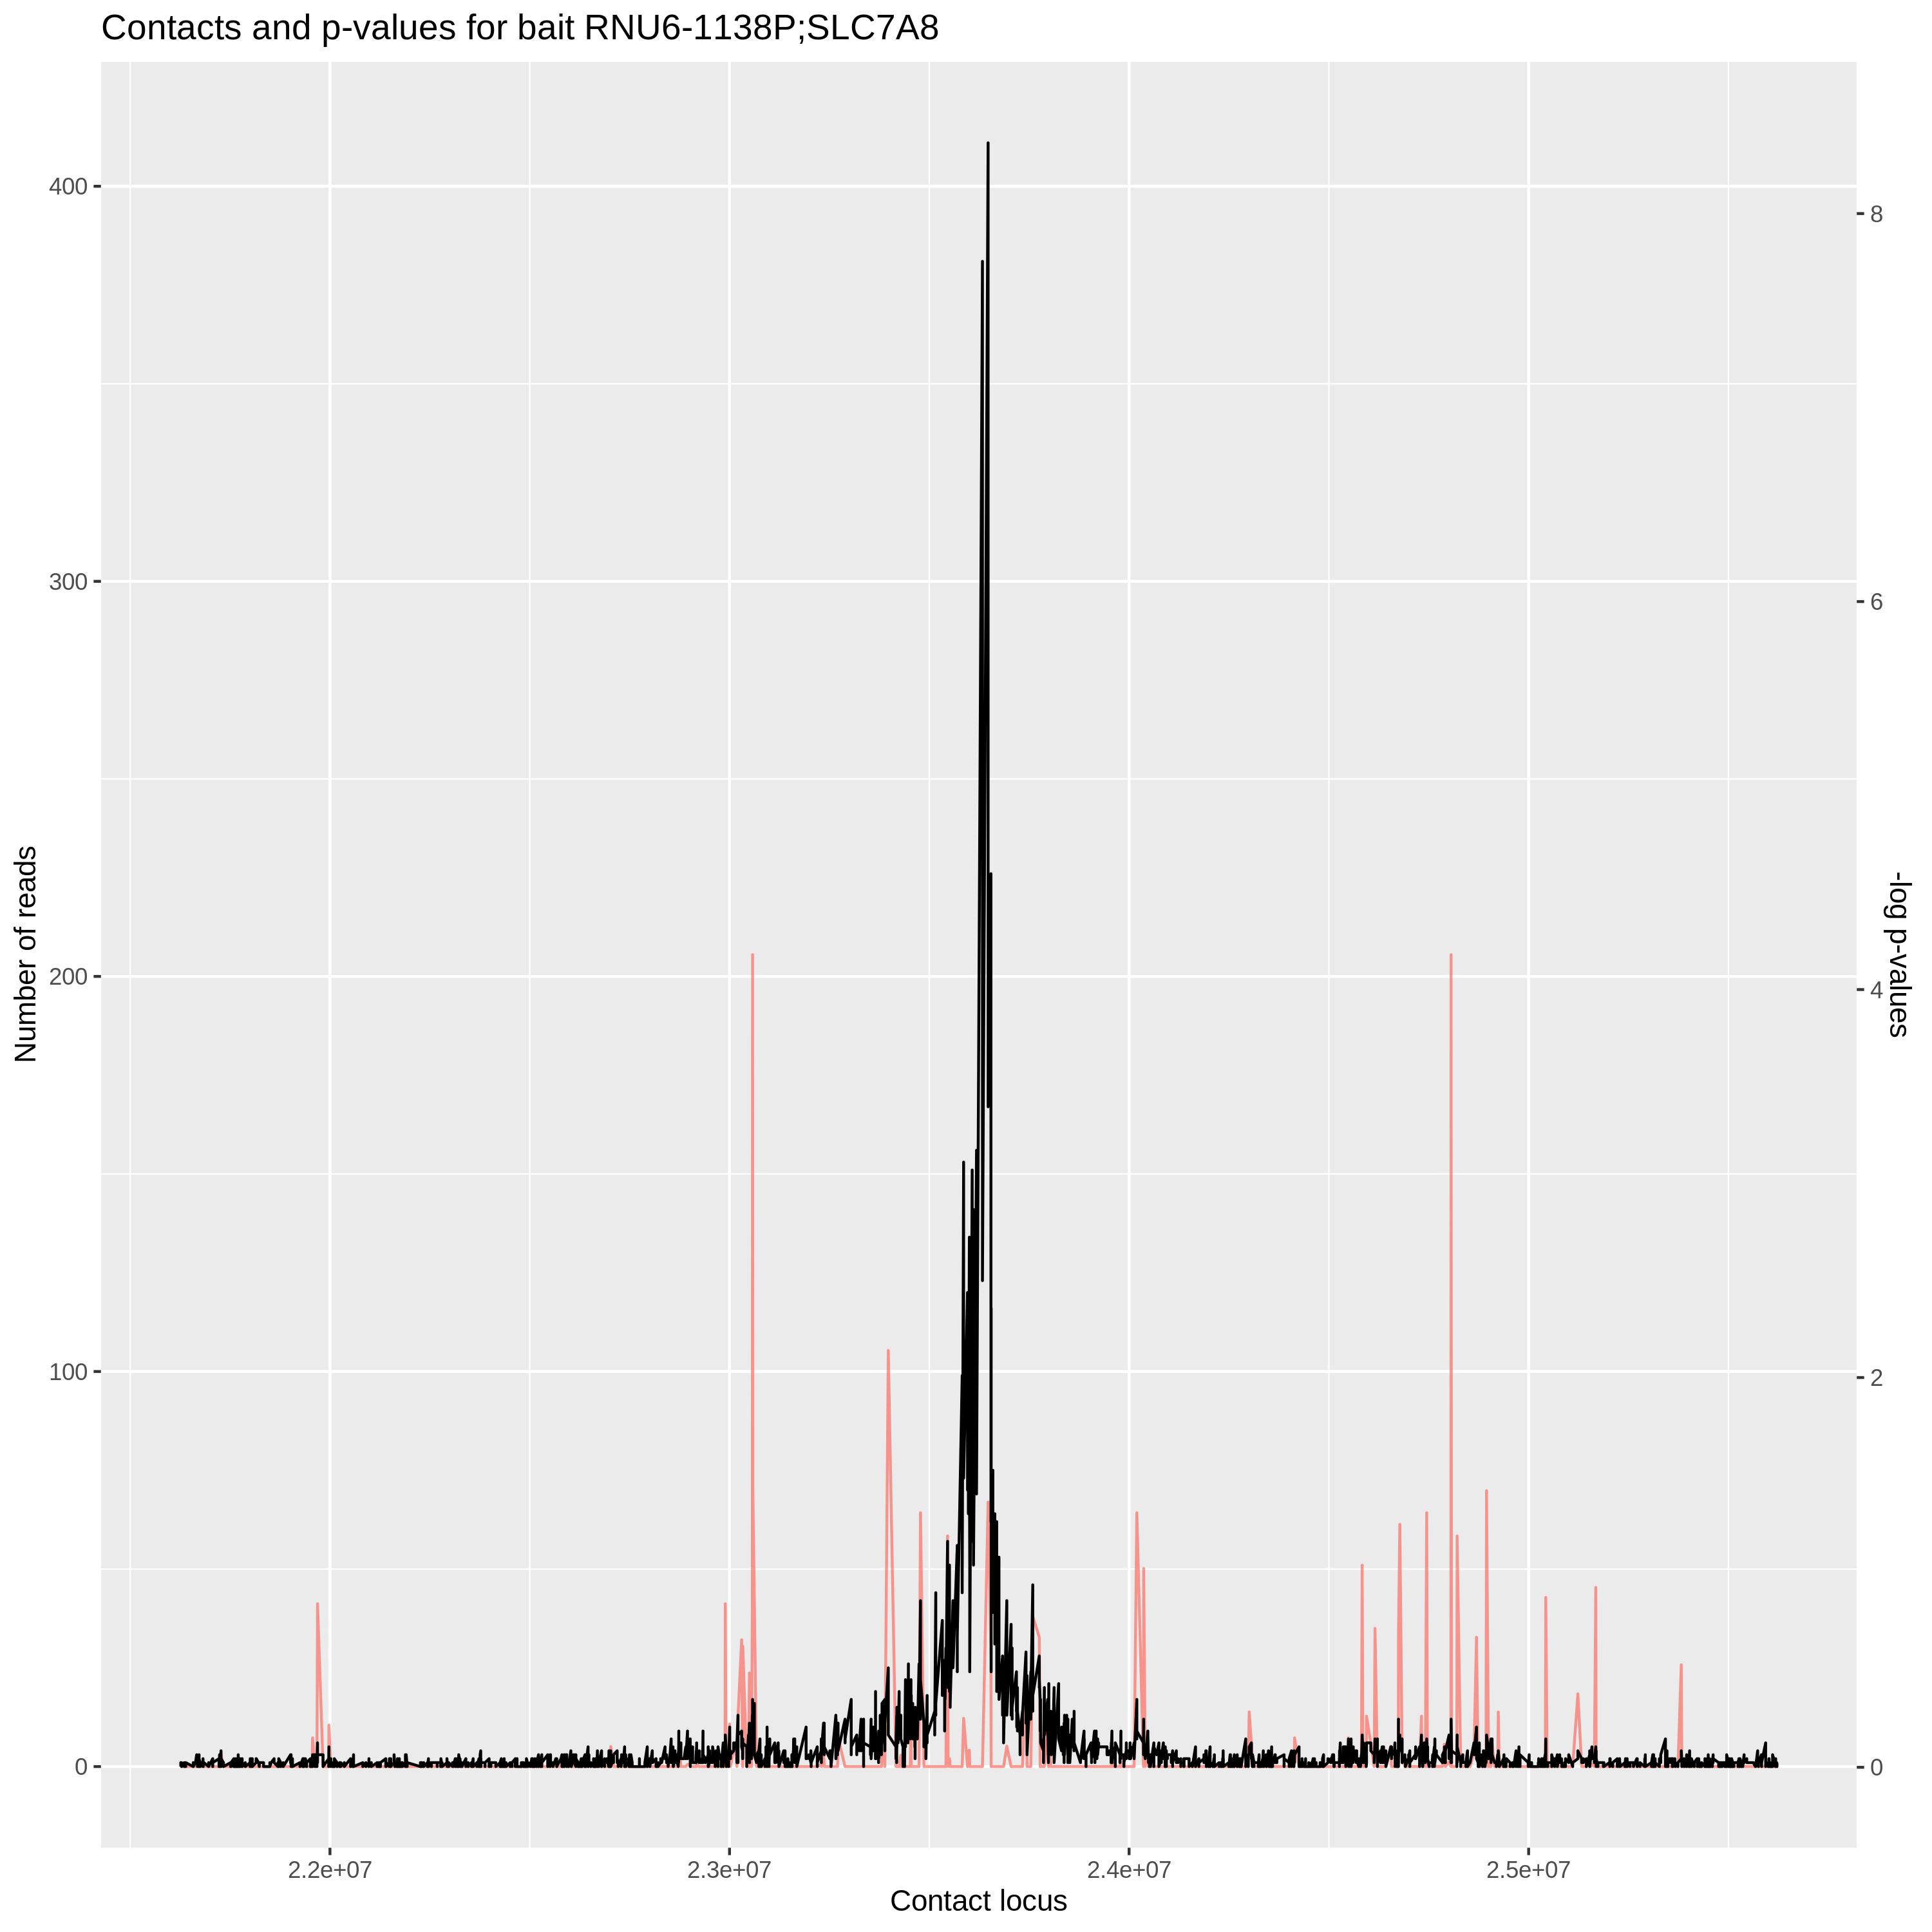 Contacts and p-values for bait RNU6-1138P;SLC7A8
400
300
200
100
0
Number of reads
8
6
4
2
0
-log p-values
2.2e+07
2.3e+07
2.4e+07
2.5e+07
Contact locus